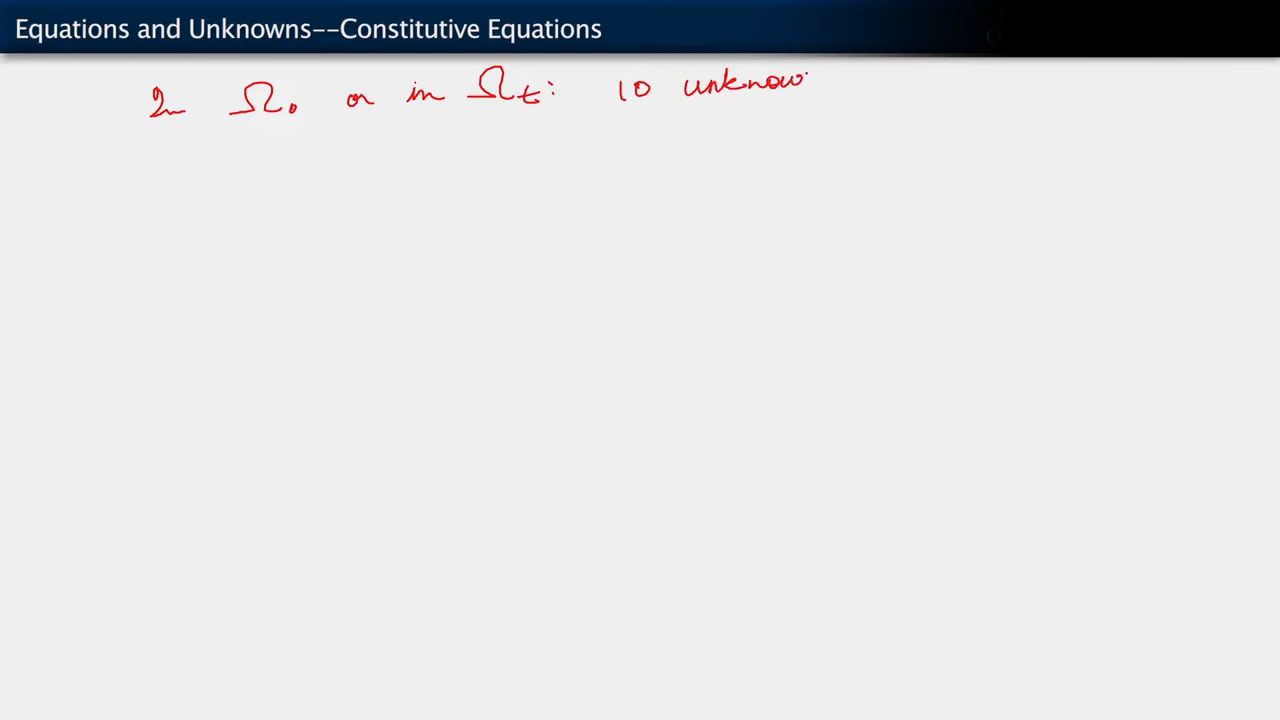 Equations and Unknowns--Constitutive Equations
In Ω₀ or in Ωₜ: 10 unknow